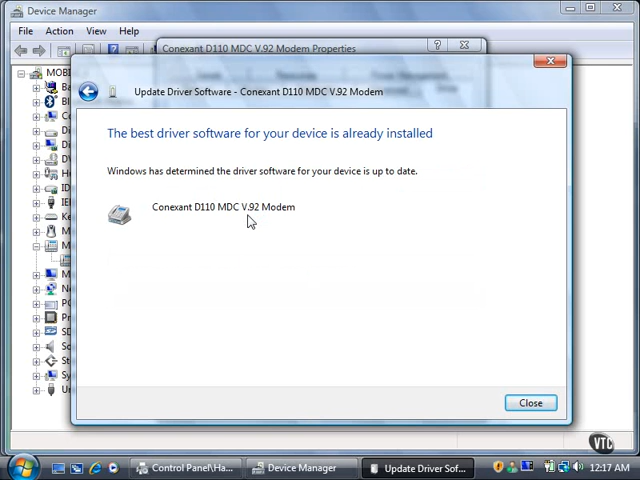 Device Manager
File Action View Help
Conexant D110 MDC V.92 Modem Properties
Update Driver Software - Conexant D110 MDC V.92 Modem
The best driver software for your device is already installed
Windows has determined the driver software for your device is up to date.
Conexant D110 MDC V.92 Modem
Close
VTC
Control Panel\Ha...
Device Manager
Update Driver Sof...
12:17 AM